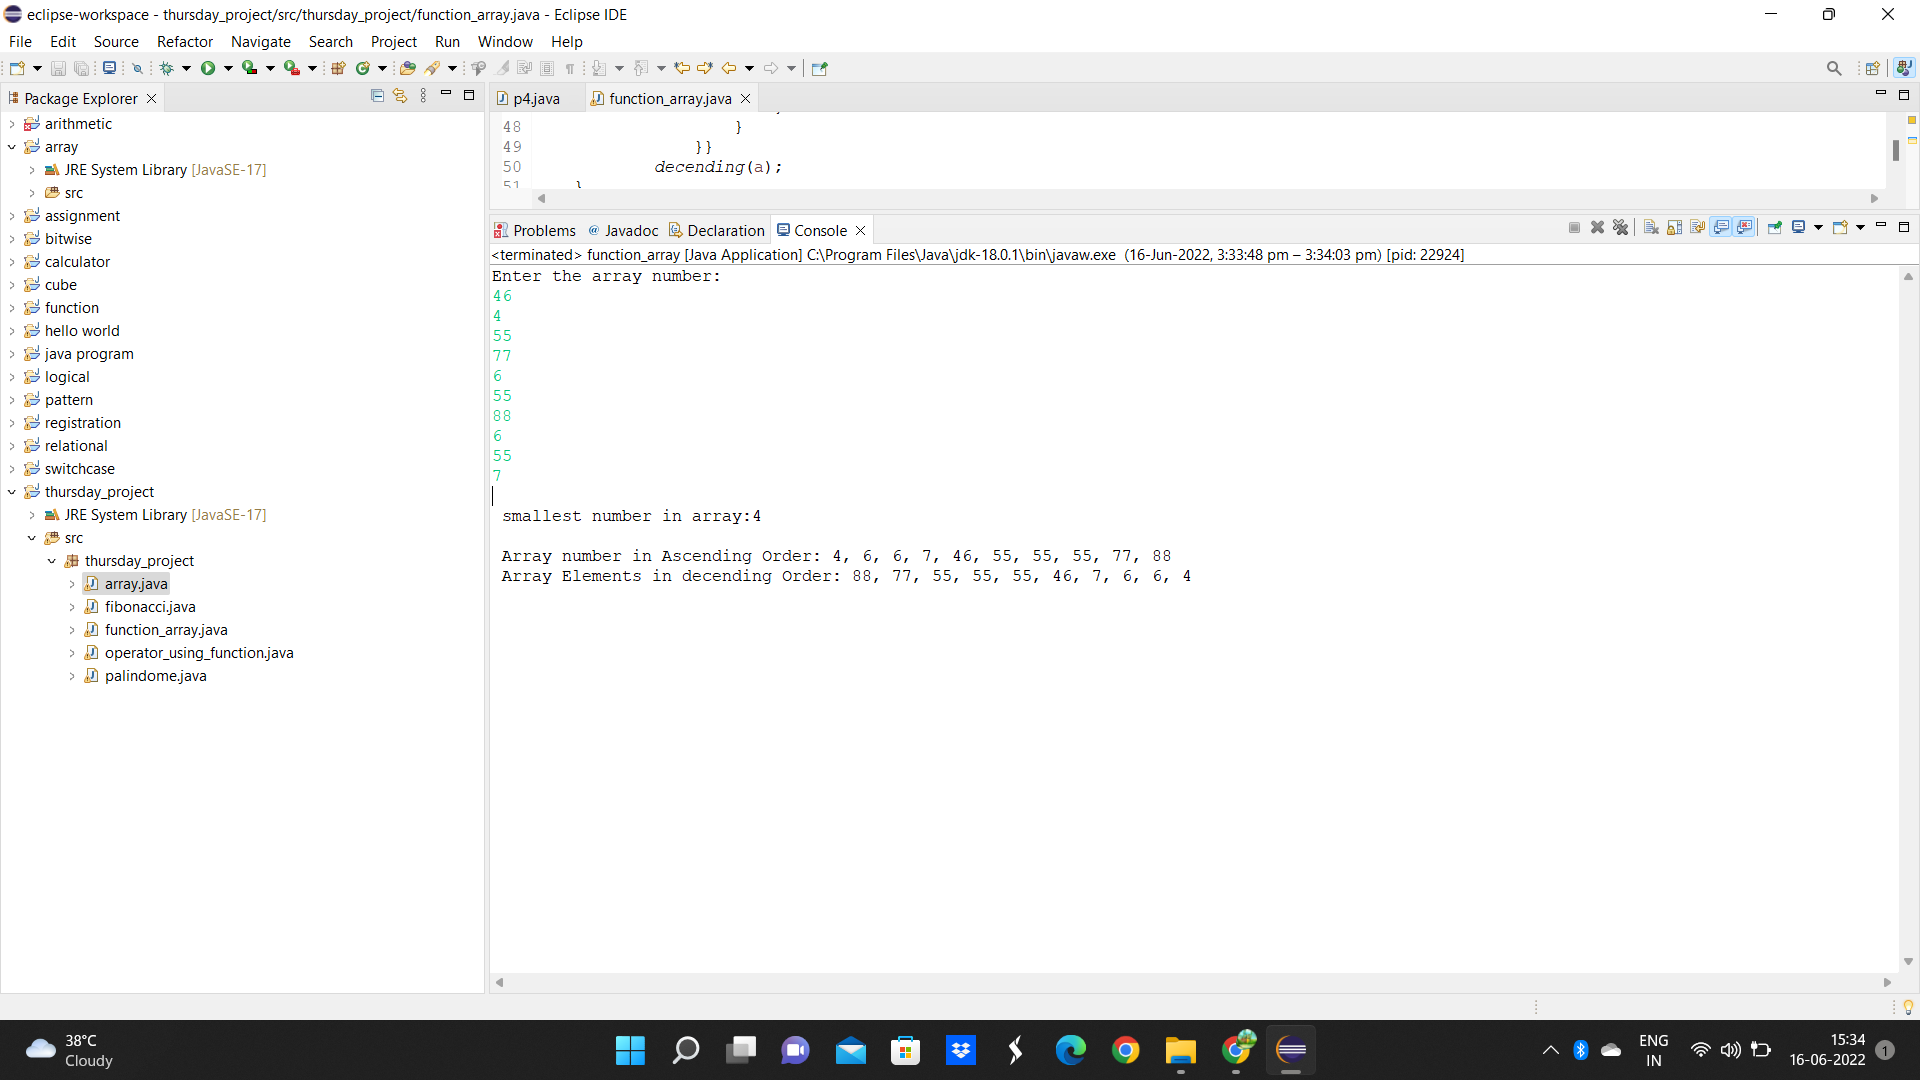 eclipse-workspace - thursday_project/src/thursday_project/function_array.java - Eclipse IDE
File Edit Source Refactor Navigate Search Project Run Window Help
Package Explorer
arithmetic
array
JRE System Library [JavaSE-17]
src
assignment
bitwise
calculator
cube
function
hello world
java program
logical
pattern
registration
relational
switchcase
thursday_project
JRE System Library [JavaSE-17]
src
thursday_project
array.java
fibonacci.java
function_array.java
operator_using_function.java
palindome.java
p4.java function_array.java
48 }
49 }}
50 decending(a);
51 }
Problems @ Javadoc Declaration Console
<terminated> function_array [Java Application] C:\Program Files\Java\jdk-18.0.1\bin\javaw.exe (16-Jun-2022, 3:33:48 pm – 3:34:03 pm) [pid: 22924]
Enter the array number:
46
4
55
77
6
55
88
6
55
7
smallest number in array:4
Array number in Ascending Order: 4, 6, 6, 7, 46, 55, 55, 55, 77, 88
Array Elements in decending Order: 88, 77, 55, 55, 55, 46, 7, 6, 6, 4
38°C
Cloudy
ENG
IN
15:34
16-06-2022
1